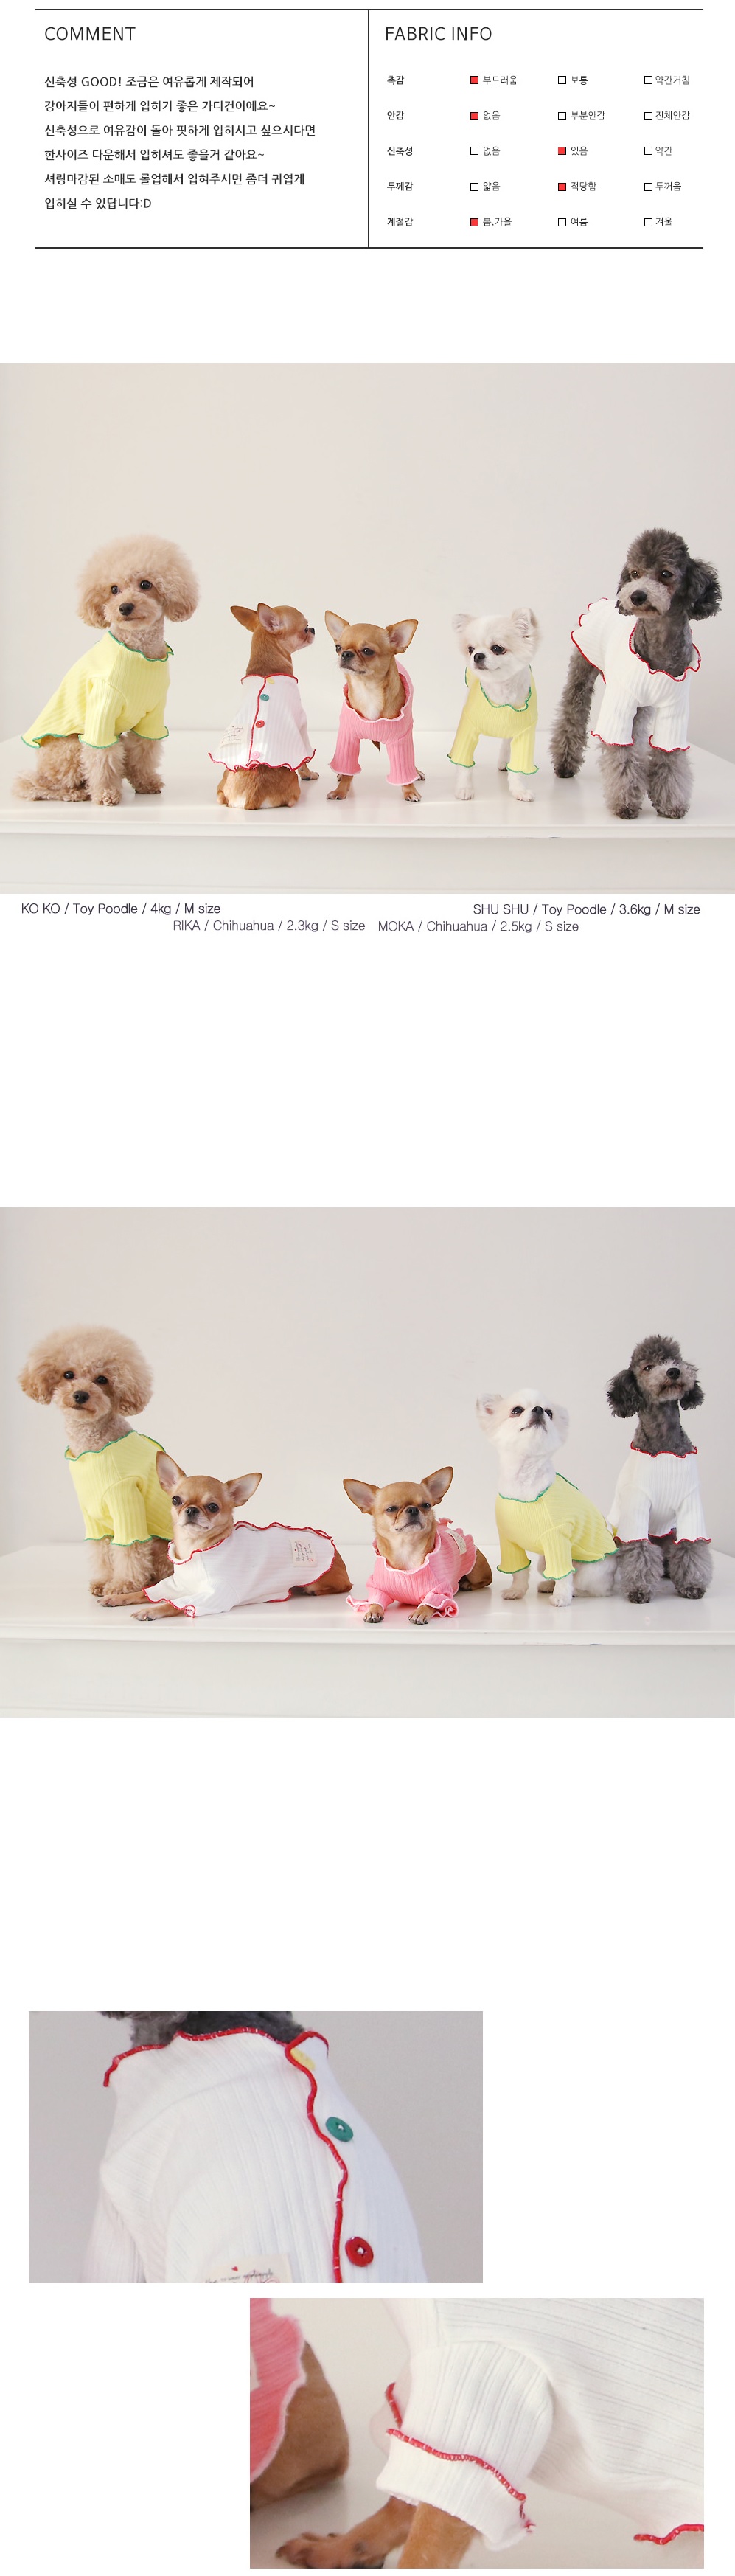 COMMENT
신축성 GOOD! 조금은 여유롭게 제작되어
강아지들이 편하게 입히기 좋은 가디건이에요~
신축성으로 여유감이 돌아 핏하게 입히시고 싶으시다면
한사이즈 다운해서 입히셔도 좋을거 같아요~
셔링마감된 소매도 롤업해서 입혀주시면 좀더 귀엽게
입히실 수 있답니다:D
FABRIC INFO
촉감 부드러움 보통 약간거침
안감 없음 부분안감 전체안감
신축성 없음 있음 약간
두께감 얇음 적당함 두꺼움
계절감 봄,가을 여름 겨울
KO KO / Toy Poodle / 4kg / M size
SHU SHU / Toy Poodle / 3.6kg / M size
RIKA / Chihuahua / 2.3kg / S size
MOKA / Chihuahua / 2.5kg / S size